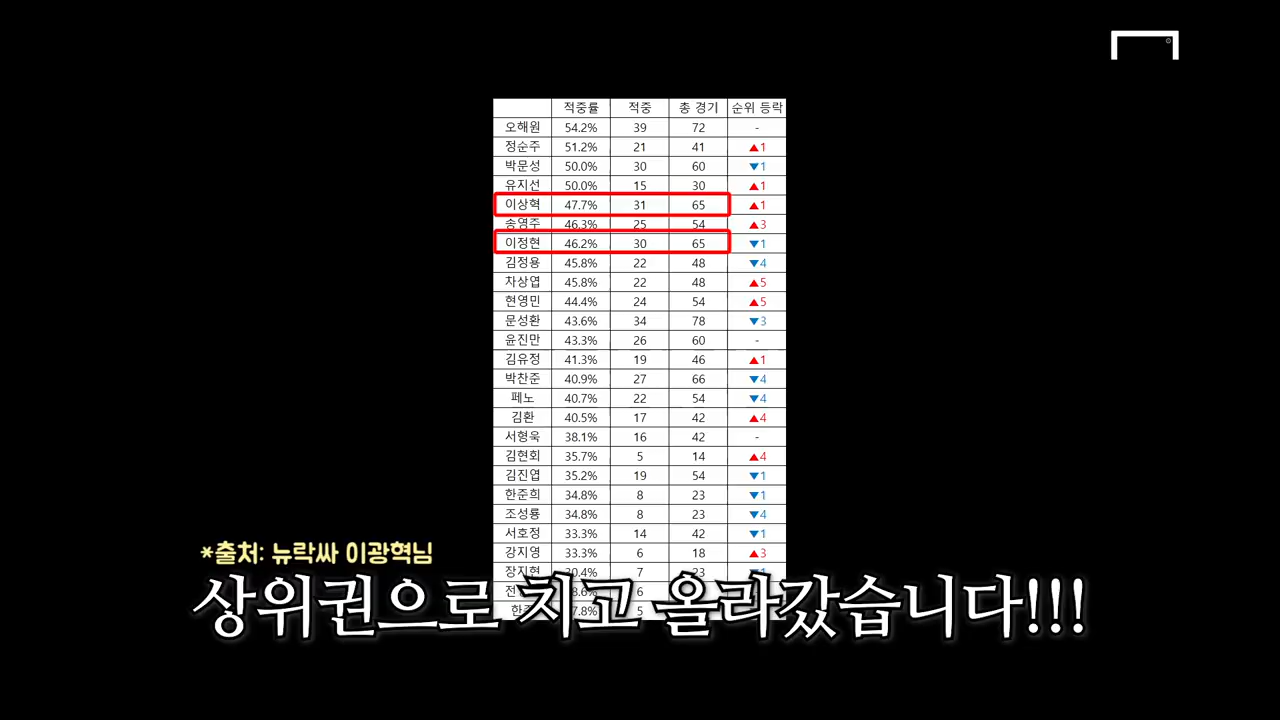 적중률 적중 총 경기 순위 등락
오해원 54.2% 39 72 -
정순주 51.2% 21 41 ▲1
박문성 50.0% 30 60 ▼1
유지선 50.0% 15 30 ▲1
이상혁 47.7% 31 65 ▲1
송영주 46.3% 25 54 ▲3
이정현 46.2% 30 65 ▼1
김정용 45.8% 22 48 ▼4
차상엽 45.8% 22 48 ▲5
현영민 44.4% 24 54 ▲5
문성환 43.6% 34 78 ▼3
윤진만 43.3% 26 60 -
김유정 41.3% 19 46 ▲1
박찬준 40.9% 27 66 ▼4
페노 40.7% 22 54 ▼4
김환 40.5% 17 42 ▲4
서형욱 38.1% 16 42 -
김현회 35.7% 5 14 ▲4
김진엽 35.2% 19 54 ▼1
한준희 34.8% 8 23 ▼1
조성룡 34.8% 8 23 ▼4
서호정 33.3% 14 42 ▼1
강지영 33.3% 6 18 ▲3
장지현 30.4% 7 23
*출처: 뉴락싸 이광혁님
상위권으로 치고 올라갔습니다!!!